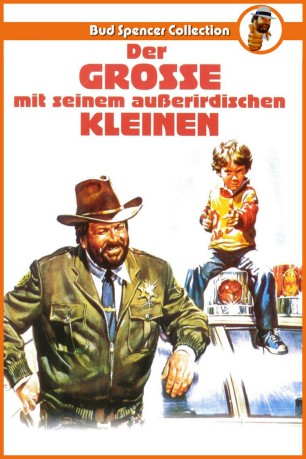 Bud Spencer Collection
Der
GROSSE
mit seinem außerirdischen
KLEINEN